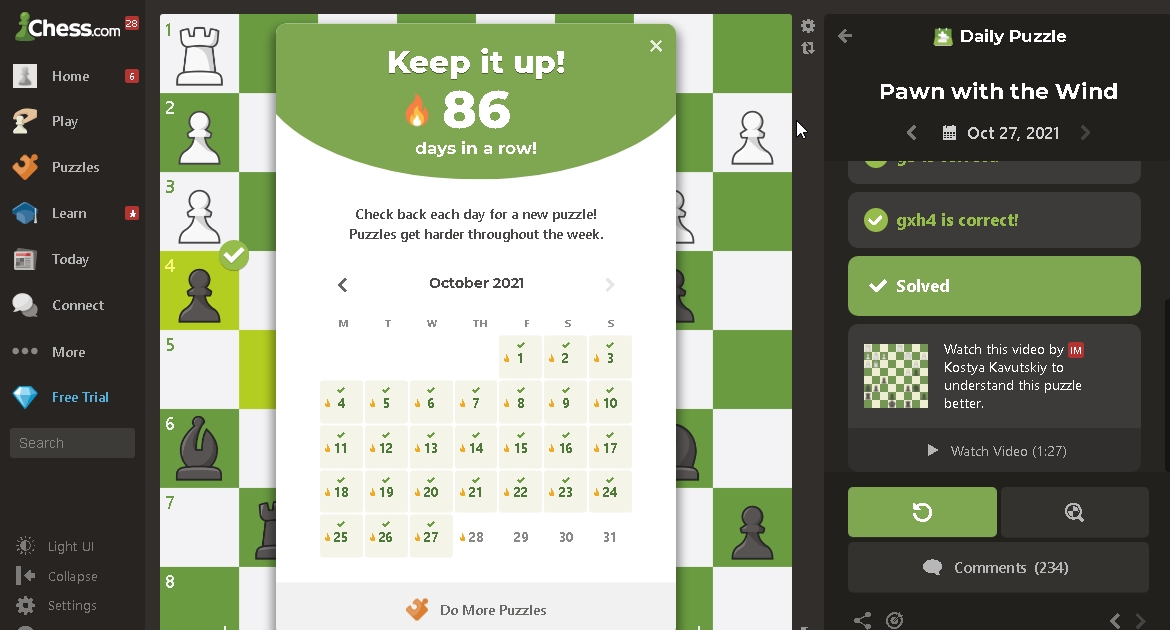 Chess.com 28
Home 6
Play
Puzzles
Learn
Today
Connect
More
Free Trial
Search
Light UI
Collapse
Settings
1
2
3
4
5
6
7
8
Keep it up!
86
days in a row!
Check back each day for a new puzzle!
Puzzles get harder throughout the week.
October 2021
M T W TH F S S
1 2 3
4 5 6 7 8 9 10
11 12 13 14 15 16 17
18 19 20 21 22 23 24
25 26 27 28 29 30 31
Do More Puzzles
Daily Puzzle
Pawn with the Wind
Oct 27, 2021
is correct!
gxh4 is correct!
Solved
Watch this video by IM
Kostya Kavutskiy to
understand this puzzle
better.
Watch Video (1:27)
Comments (234)